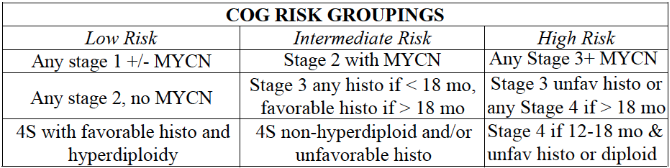 COG RISK GROUPINGS
Low Risk
Intermediate Risk
High Risk
Any stage 1 +/- MYCN
Stage 2 with MYCN
Any Stage 3+ MYCN
Any stage 2, no MYCN
Stage 3 any histo if < 18 mo,
favorable histo if > 18 mo
Stage 3 unfav histo or
any Stage 4 if > 18 mo
4S with favorable histo and
hyperdiploidy
4S non-hyperdiploid and/or
unfavorable histo
Stage 4 if 12-18 mo &
unfav histo or diploid